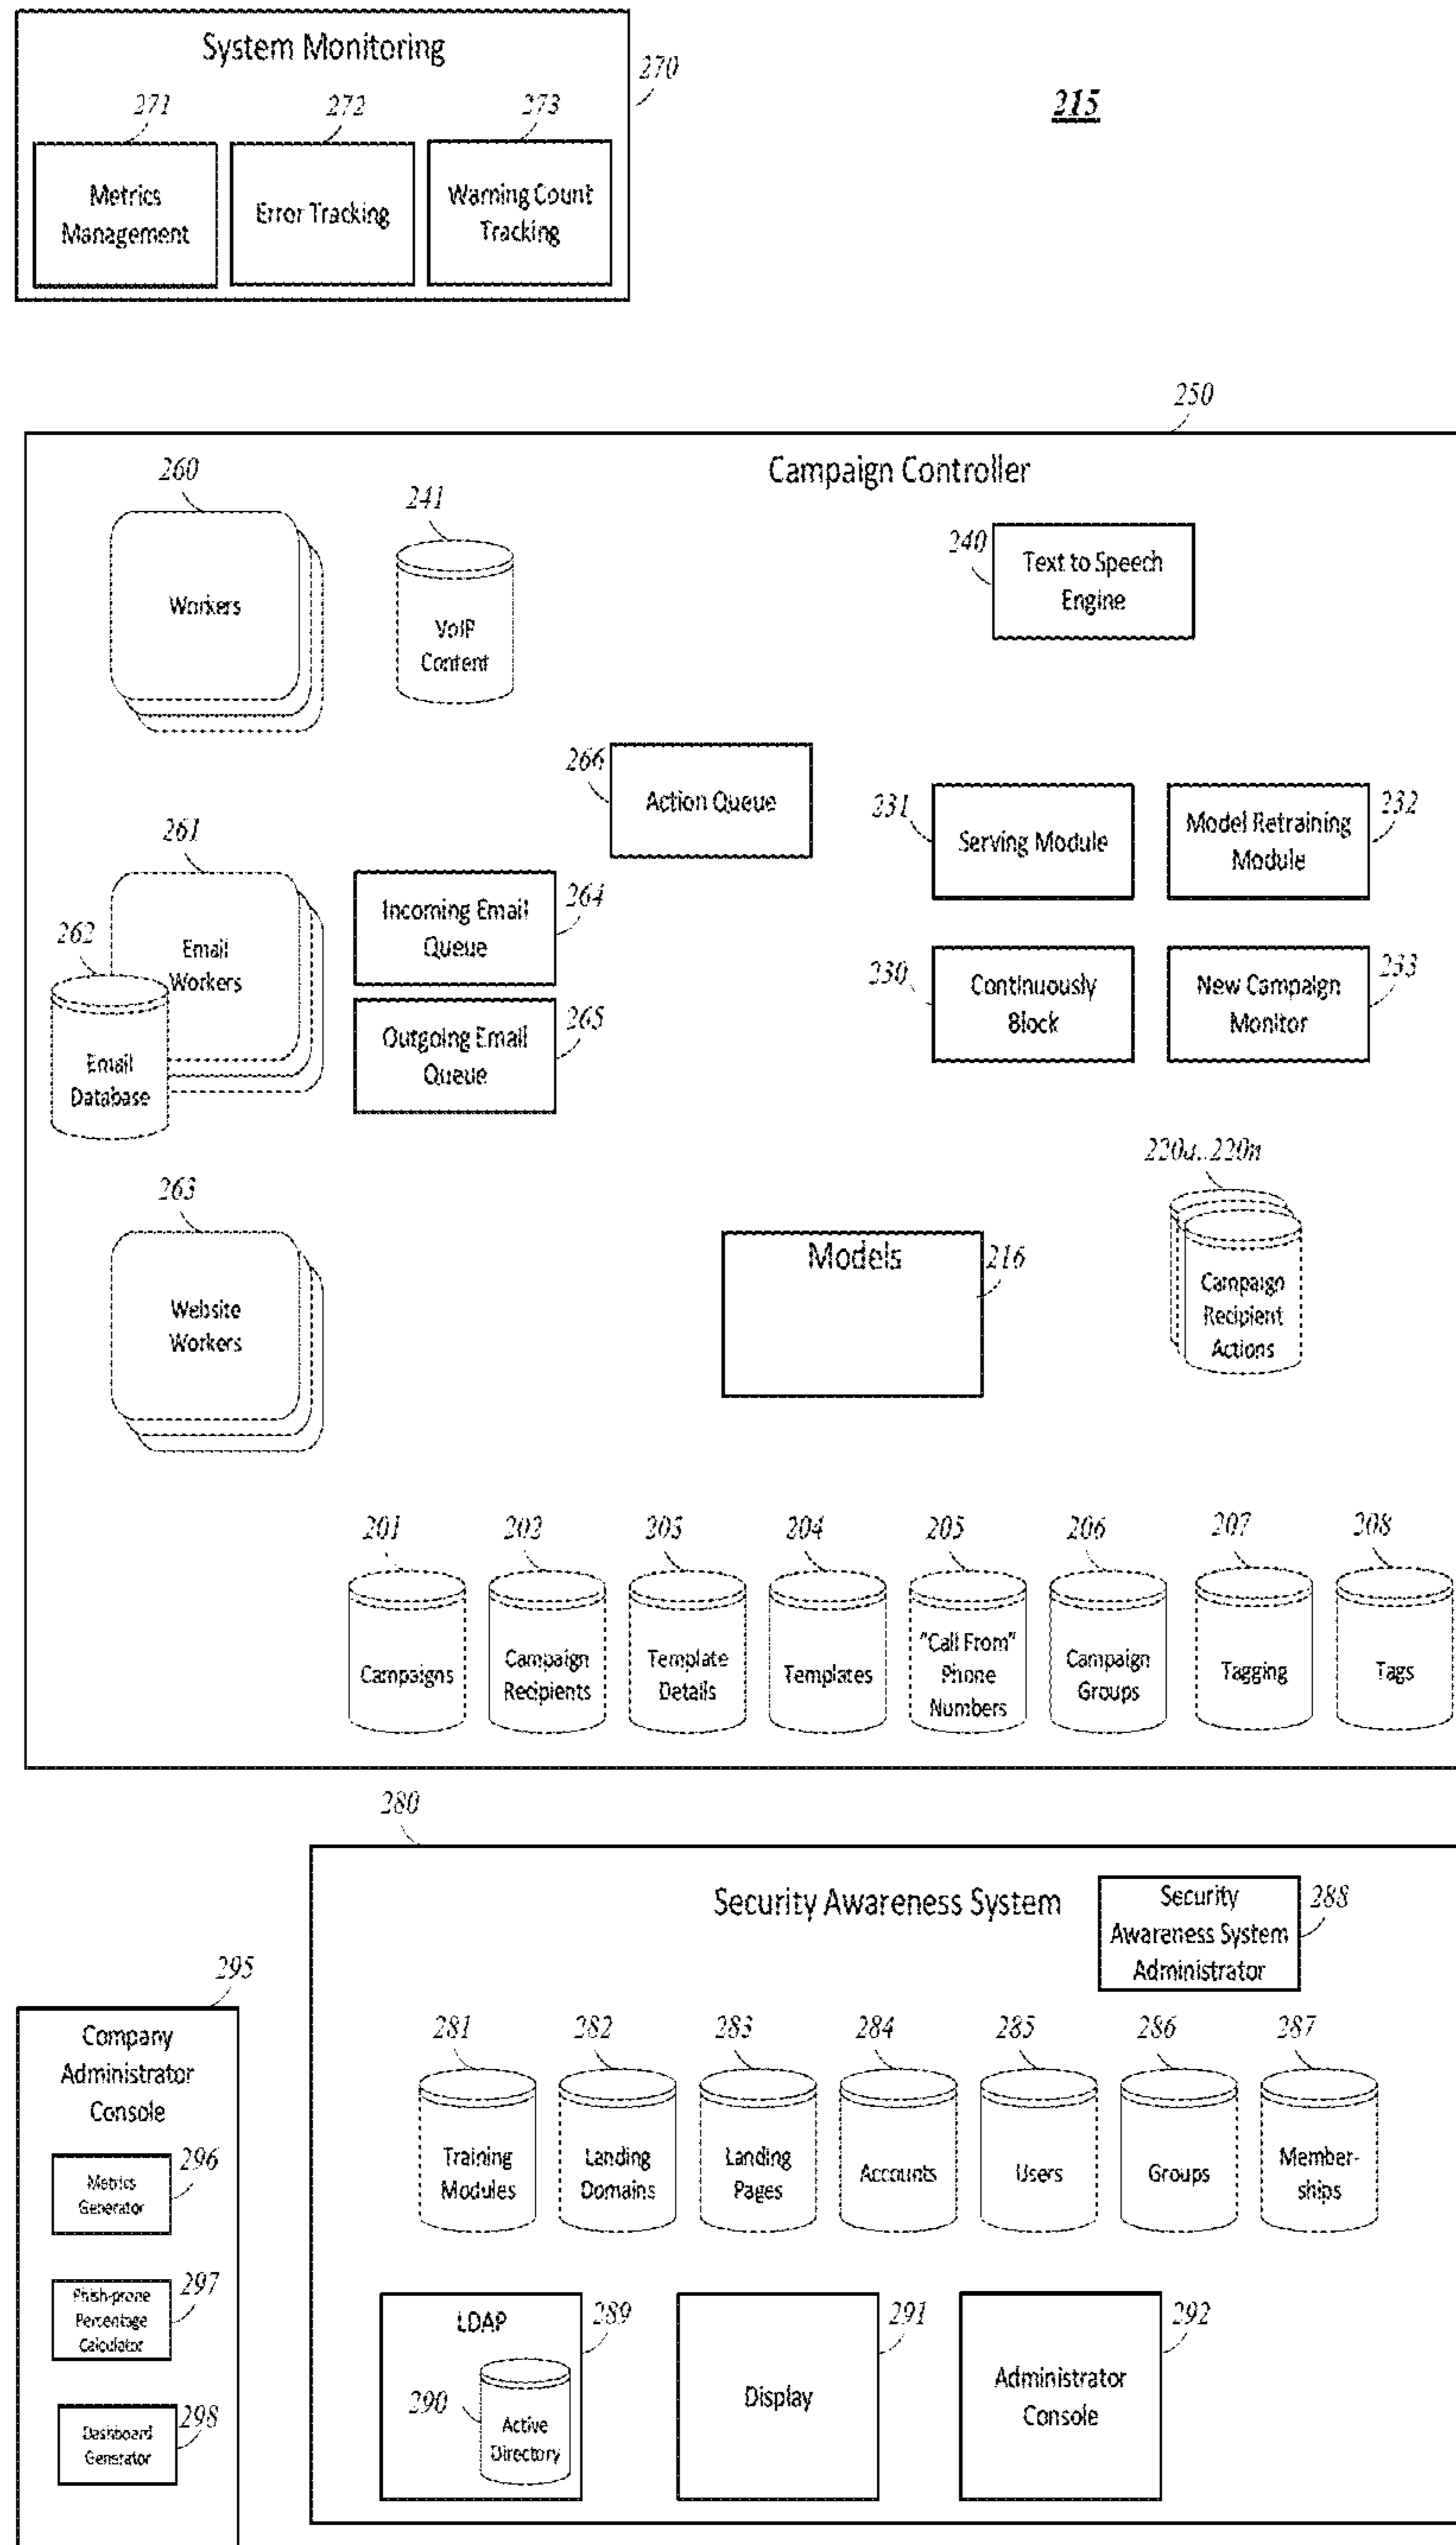 System Monitoring
270
215
271
272
273
Metrics
Management
Error Tracking
Warning Count
Tracking
250
Campaign Controller
260
241
240
Text to Speech
Engine
Workers
VoIP
Content
266
Action Queue
231
Serving Module
Model Retraining
Module
232
261
Incoming Email
Queue
264
262
Email
Workers
230
Continuously
Block
New Campaign
Monitor
233
Outgoing Email
Queue
265
Email
Database
220a..220n
263
Models
216
Campaign
Recipient
Actions
Website
Workers
201
202
203
204
205
206
207
208
Campaigns
Campaign
Recipients
Template
Details
Templates
"Call From"
Phone
Numbers
Campaign
Groups
Tagging
Tags
280
Security Awareness System
Security
Awareness System
Administrator
288
295
Company
Administrator
Console
281
282
283
284
285
286
287
Training
Modules
Landing
Domains
Landing
Pages
Accounts
Users
Groups
Member-
ships
296
Metrics
Generator
297
Phish-prone
Percentage
Calculator
298
Dashboard
Generator
LDAP
289
290
Active
Directory
Display
291
Administrator
Console
292